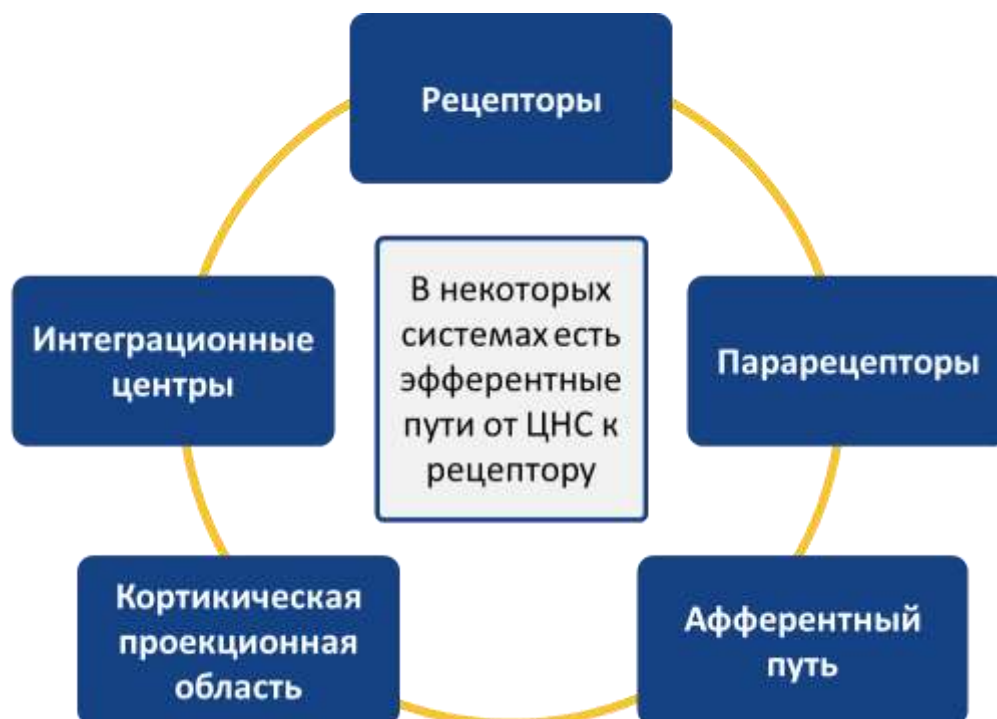 Рецепторы
Парарецепторы
Афферентный
путь
Кортикическая
проекционная
область
Интеграционные
центры
В некоторых
системах есть
эфферентные
пути от ЦНС к
рецептору